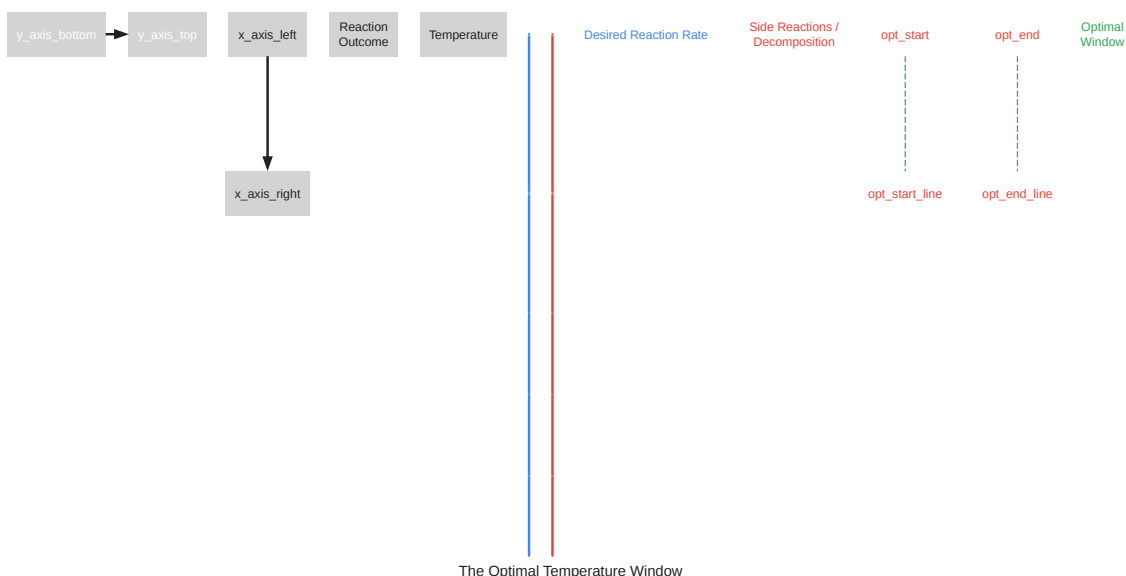 y_axis_bottom
y_axis_top
x_axis_left
Reaction
Outcome
Temperature
Desired Reaction Rate
Side Reactions /
Decomposition
opt_start
opt_end
Optimal
Window
x_axis_right
opt_start_line
opt_end_line
The Optimal Temperature Window